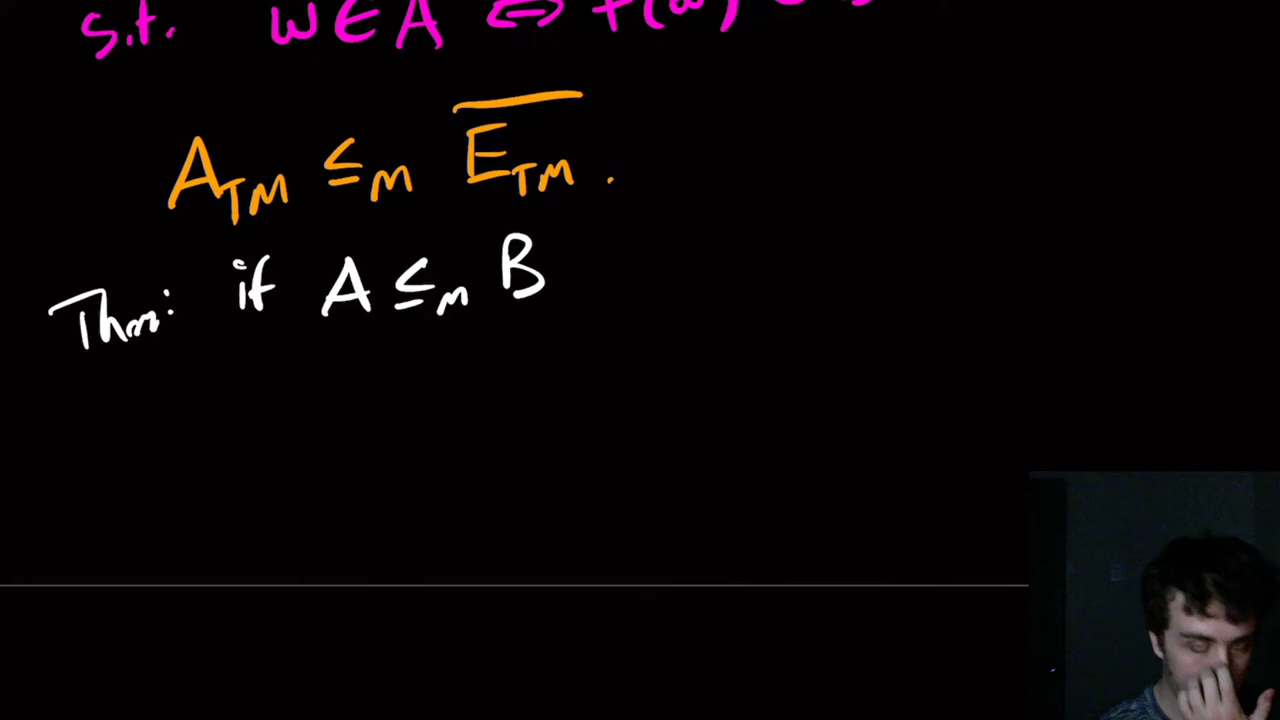 s.t. w ∈ A ⇔ f(w) ∈
A_TM ≤_m \overline{E_TM}.
Thm: if A ≤_m B